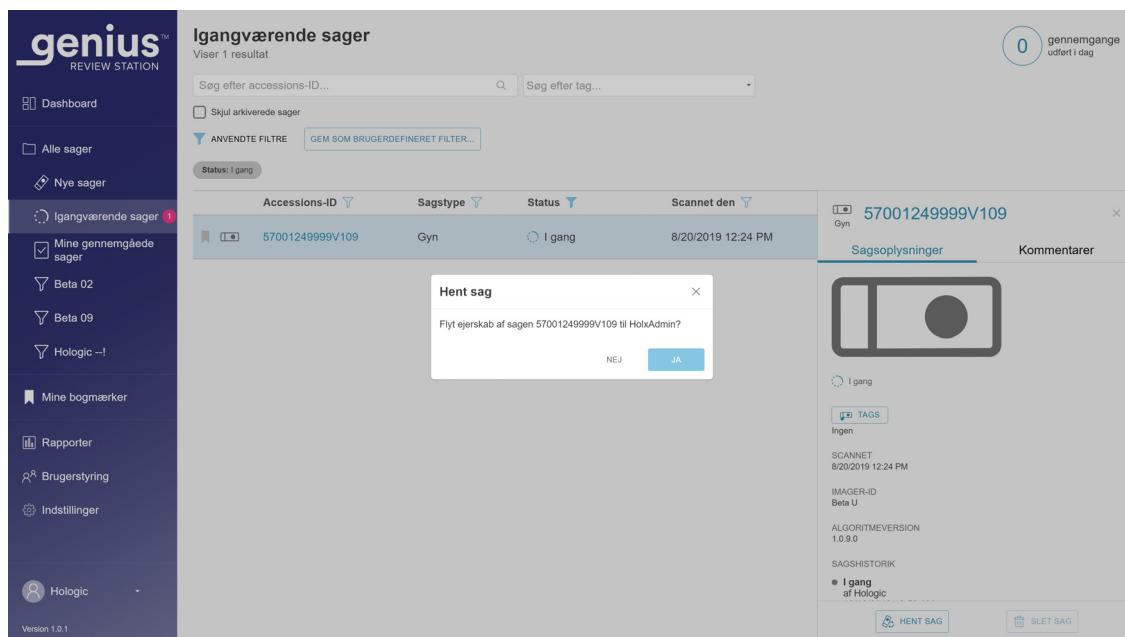 genius™
REVIEW STATION
Dashboard
Alle sager
Nye sager
Igangværende sager 1
Mine gennemgåede
sager
Beta 02
Beta 09
Hologic --!
Mine bogmærker
Rapporter
Brugerstyring
Indstillinger
Hologic
Version 1.0.1
Igangværende sager
Viser 1 resultat
0 gennemgange
udført i dag
Søg efter accessions-ID...
Søg efter tag...
Skjul arkiverede sager
ANVENDTE FILTRE
GEM SOM BRUGERDEFINERET FILTER...
Status: I gang
Accessions-ID Sagstype Status Scannet den
57001249999V109 Gyn I gang 8/20/2019 12:24 PM
Hent sag
Flyt ejerskab af sagen 57001249999V109 til HolxAdmin?
NEJ JA
57001249999V109
Gyn
Sagsoplysninger Kommentarer
I gang
TAGS
Ingen
SCANNET
8/20/2019 12:24 PM
IMAGER-ID
Beta U
ALGORITMEVERSION
1.0.9.0
SAGSHISTORIK
I gang
af Hologic
HENT SAG SLET SAG